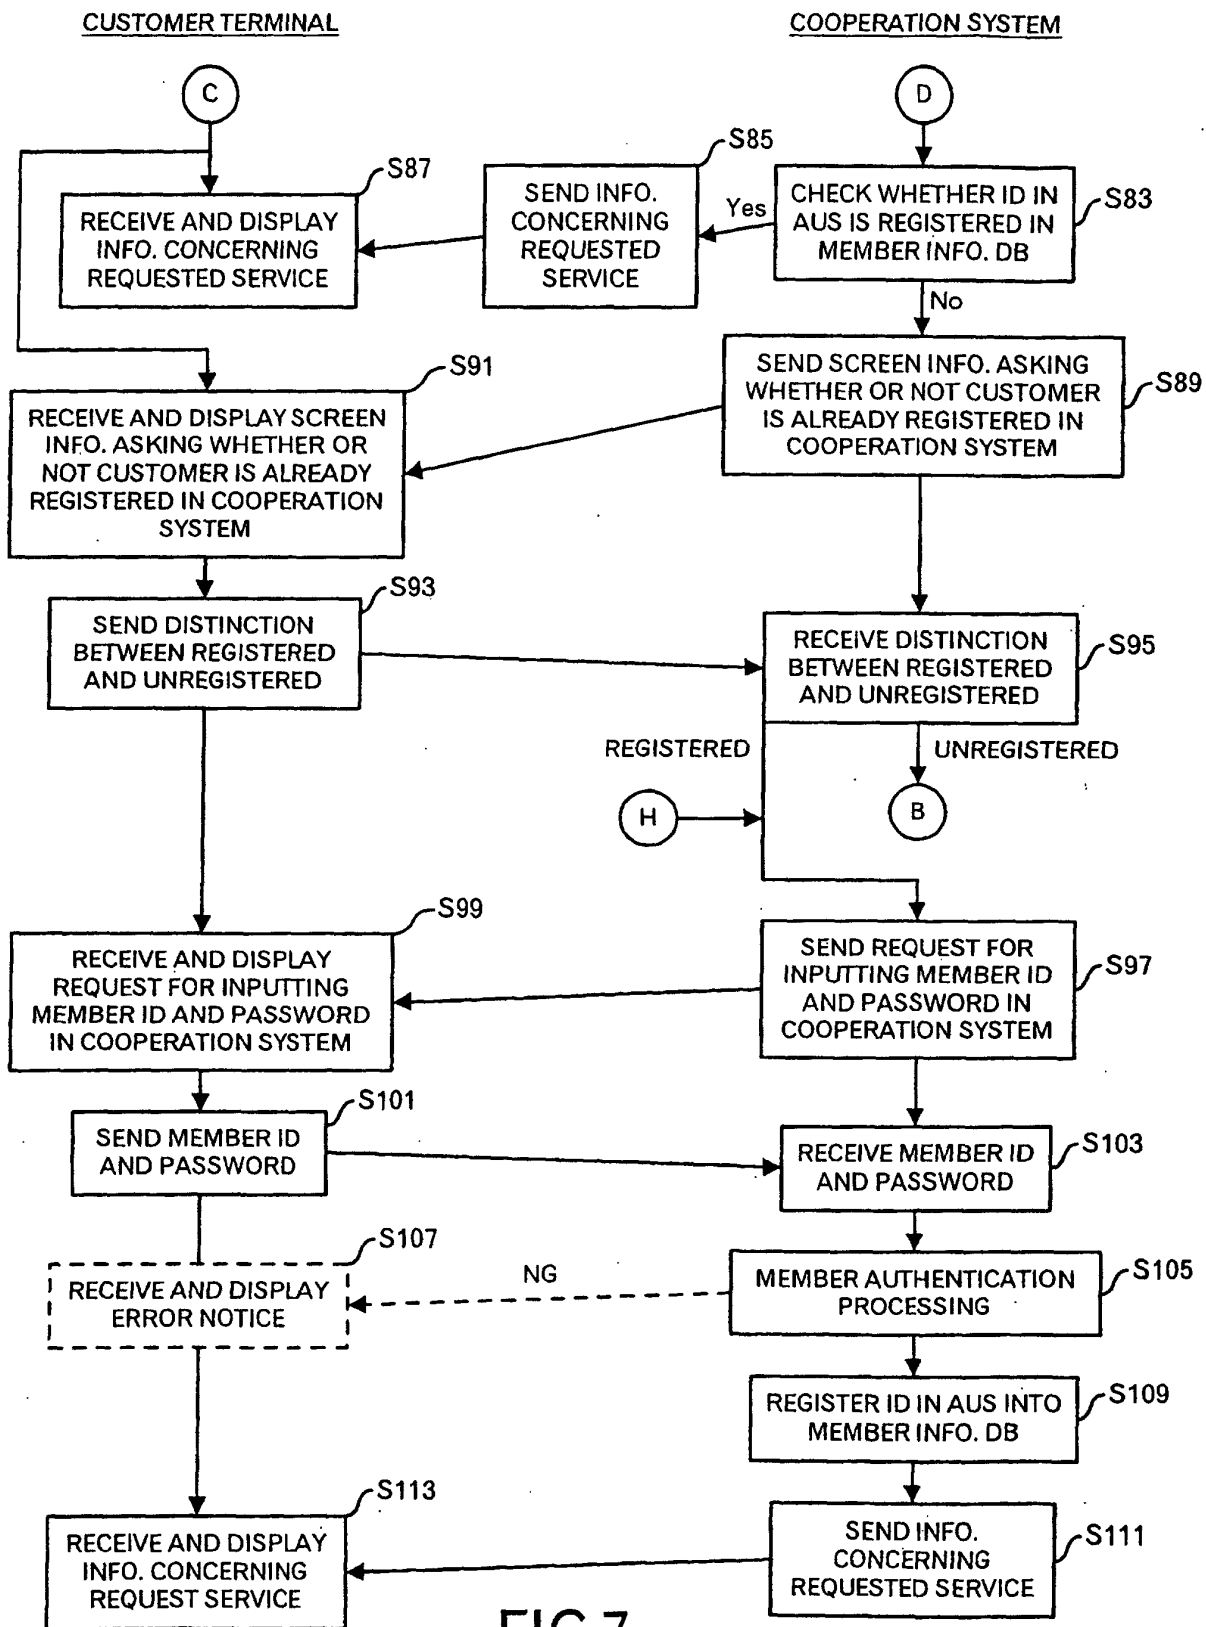 CUSTOMER TERMINAL
COOPERATION SYSTEM
C
D
S87
RECEIVE AND DISPLAY
INFO. CONCERNING
REQUESTED SERVICE
S85
SEND INFO.
CONCERNING
REQUESTED
SERVICE
Yes
CHECK WHETHER ID IN
AUS IS REGISTERED IN
MEMBER INFO. DB
S83
No
S91
RECEIVE AND DISPLAY SCREEN
INFO. ASKING WHETHER OR
NOT CUSTOMER IS ALREADY
REGISTERED IN COOPERATION
SYSTEM
SEND SCREEN INFO. ASKING
WHETHER OR NOT CUSTOMER
IS ALREADY REGISTERED IN
COOPERATION SYSTEM
S89
S93
SEND DISTINCTION
BETWEEN REGISTERED
AND UNREGISTERED
RECEIVE DISTINCTION
BETWEEN REGISTERED
AND UNREGISTERED
S95
REGISTERED
UNREGISTERED
H
B
S99
RECEIVE AND DISPLAY
REQUEST FOR INPUTTING
MEMBER ID AND PASSWORD
IN COOPERATION SYSTEM
SEND REQUEST FOR
INPUTTING MEMBER ID
AND PASSWORD IN
COOPERATION SYSTEM
S97
S101
SEND MEMBER ID
AND PASSWORD
RECEIVE MEMBER ID
AND PASSWORD
S103
S107
RECEIVE AND DISPLAY
ERROR NOTICE
NG
MEMBER AUTHENTICATION
PROCESSING
S105
REGISTER ID IN AUS INTO
MEMBER INFO. DB
S109
S113
RECEIVE AND DISPLAY
INFO. CONCERNING
REQUEST SERVICE
SEND INFO.
CONCERNING
REQUESTED SERVICE
S111
FIG.7